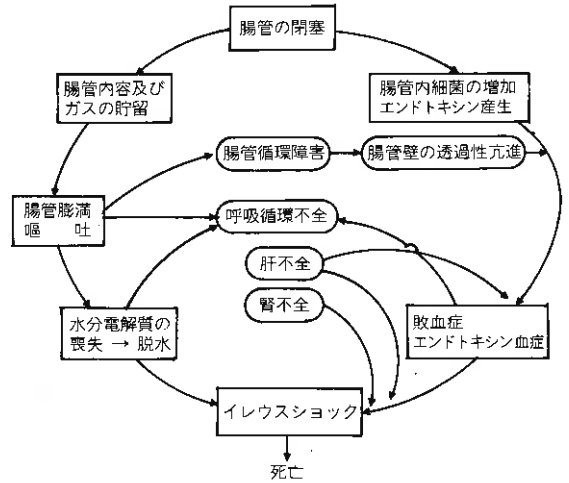 腸管の閉塞
腸管内容及び
ガスの貯留
腸管内細菌の増加
エンドトキシン産生
腸管循環障害
腸管壁の透過性亢進
腸管膨満
嘔　吐
呼吸循環不全
肝不全
腎不全
水分電解質の
喪失 → 脱水
敗血症
エンドトキシン血症
イレウスショック
死亡